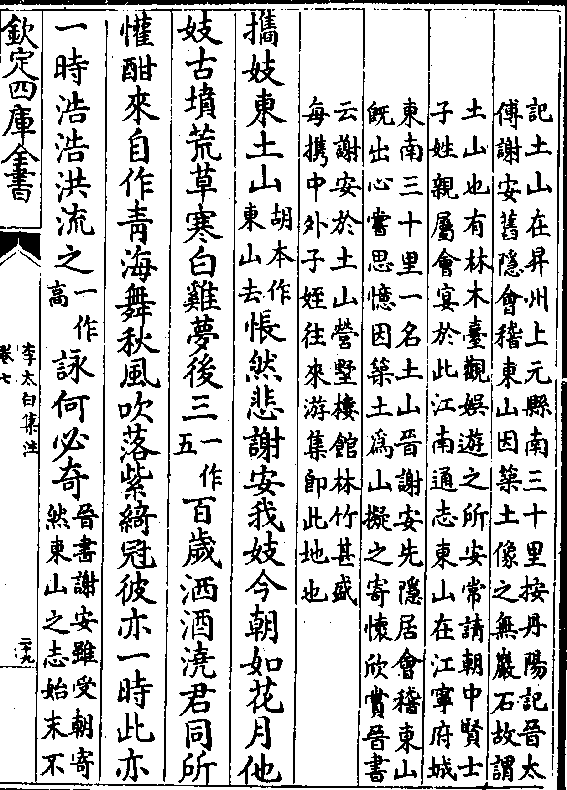 記土山在昇州上元縣南三十里按丹陽記晉太
傅謝安舊隱會稽東山因築土像之無巖石故謂
土山也有林木臺觀娛遊之所安常請朝中賢士
子姪親屬會宴於此江南通志東山在江寧府城
東南三十里一名土山晉謝安先隱居會稽東山
旣出心嘗思憶因築土為山擬之寄懷欣賞晉書
云謝安於土山營墅樓館林竹甚盛
每攜中外子姪往來游集卽此地也
攜妓東土山胡本作東山去悵然悲謝安我妓今朝如花月他
妓古墳荒草寒白雞夢後三一作五百歲洒酒澆君同所
懽酣來自作青海舞秋風吹落紫綺冠彼亦一時此亦
一時浩浩洪流之一作高詠何必奇晉書謝安雖受朝寄
然東山之志始末不
欽定四庫全書
李太白集注
卷七
二十九